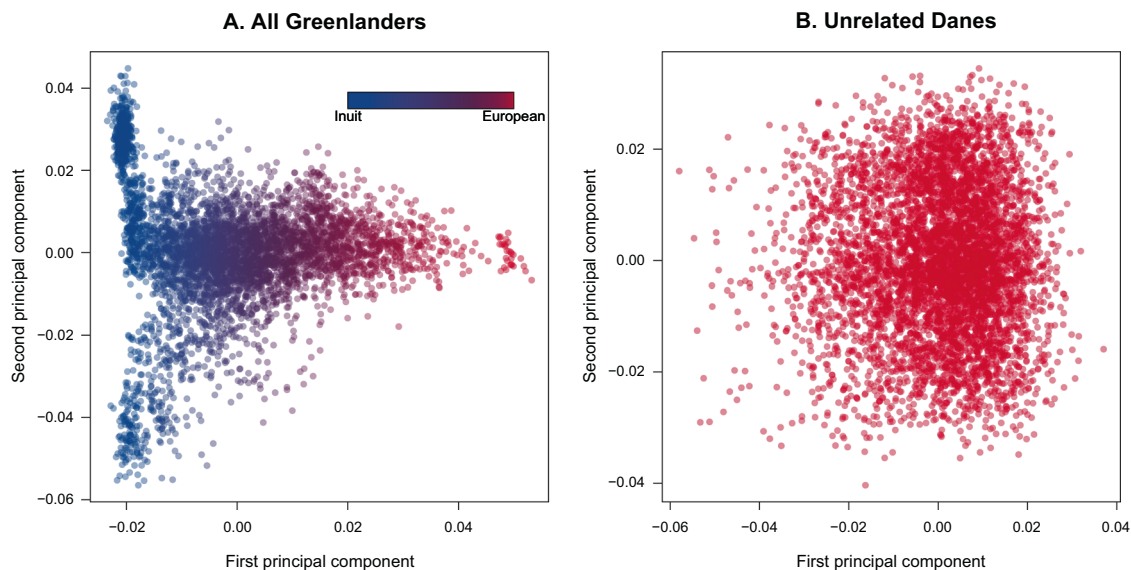 A. All Greenlanders
0.04
0.02
0.00
−0.02
−0.04
−0.06
Second principal component
Inuit
European
−0.02
0.00
0.02
0.04
First principal component
B. Unrelated Danes
0.02
0.00
−0.02
−0.04
Second principal component
−0.06
−0.04
−0.02
0.00
0.02
0.04
First principal component